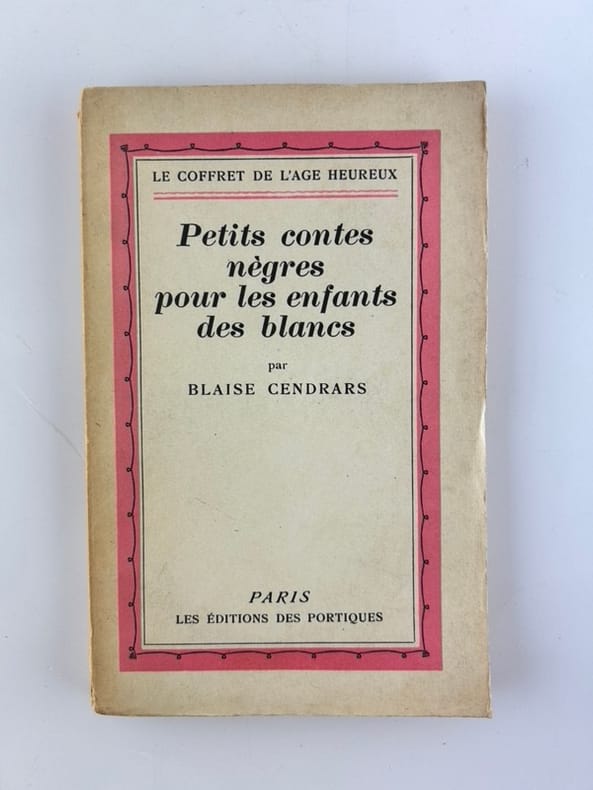 LE COFFRET DE L'AGE HEUREUX
Petits contes
nègres
pour les enfants
des blancs
par
BLAISE CENDRARS
PARIS
LES ÉDITIONS DES PORTIQUES